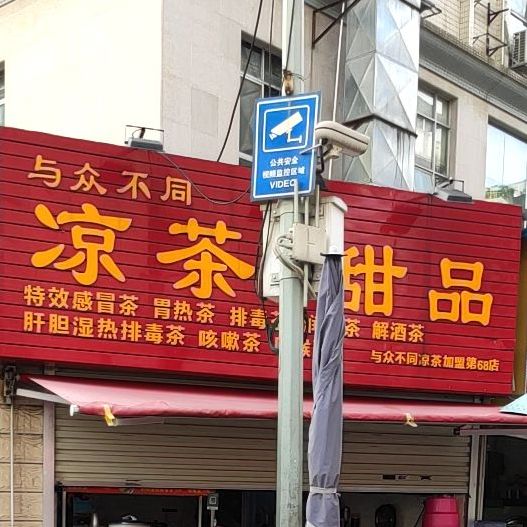 与众不同
凉茶 甜品
特效感冒茶 胃热茶 排毒 茶 解酒茶
肝胆湿热排毒茶 咳嗽茶
与众不同凉茶加盟第68店
公共安全
视频监控区域
VIDEO